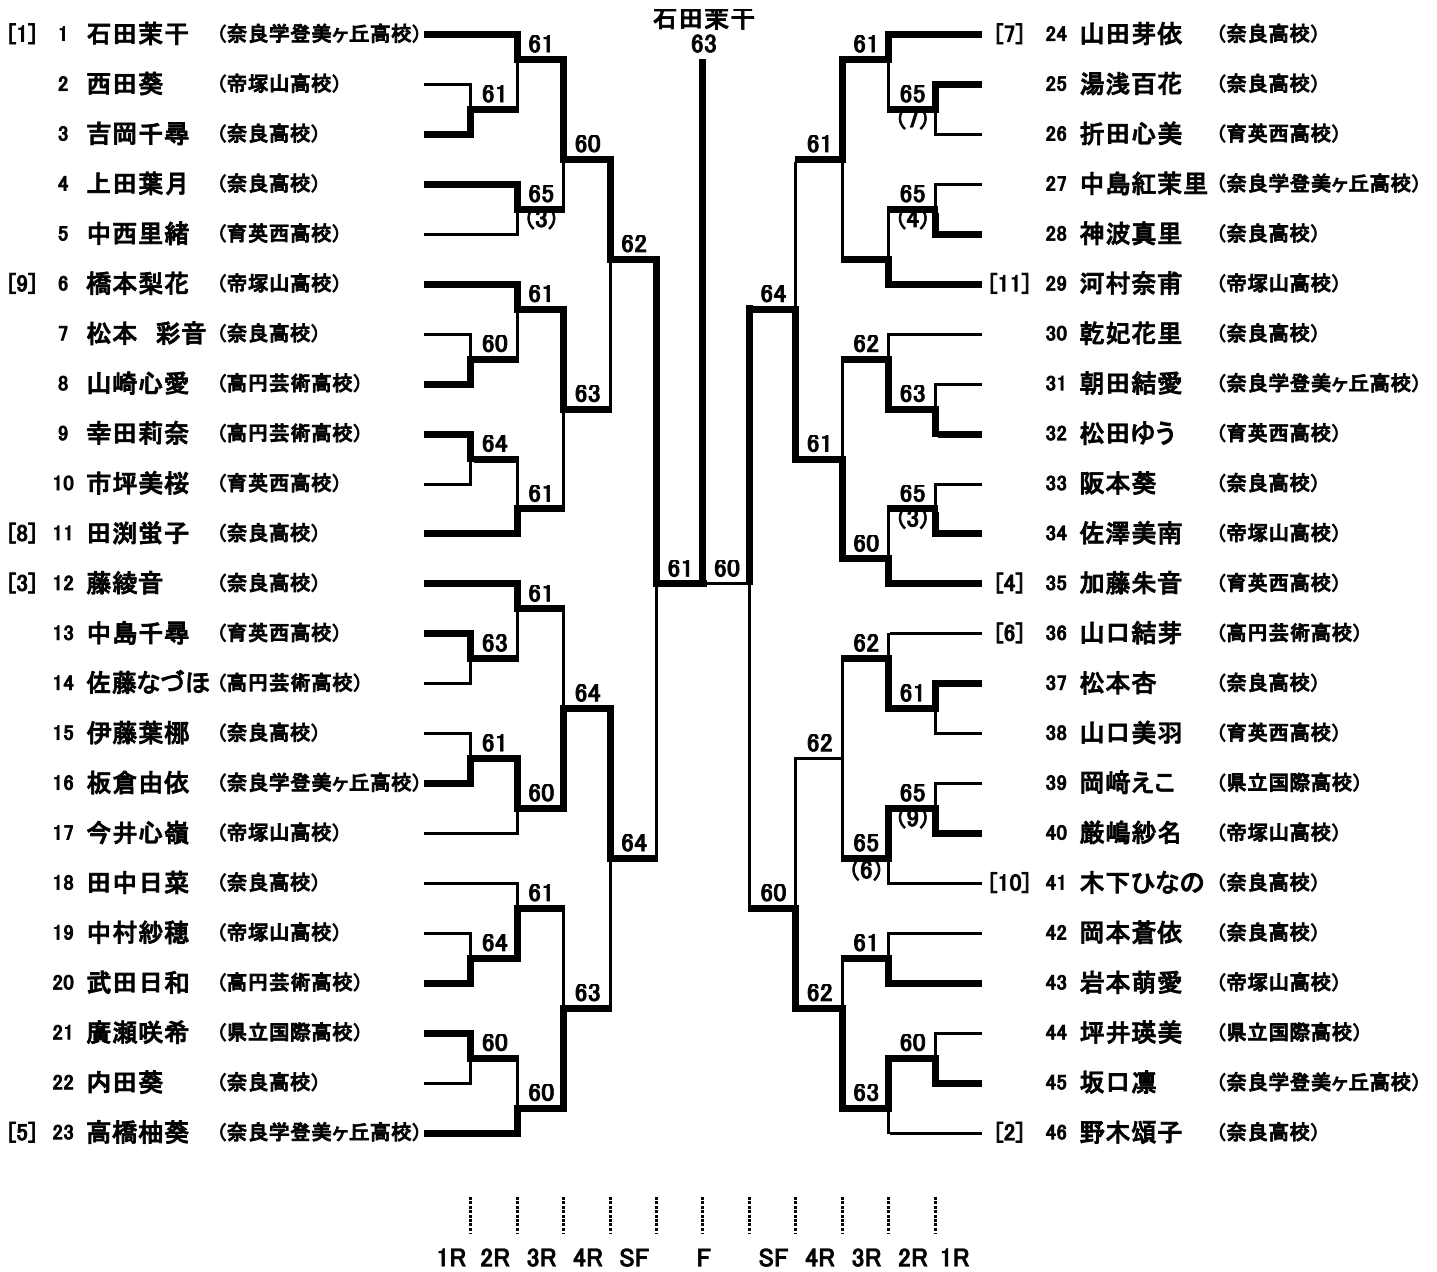 石田茉干
63
[1] 1 石田茉干 (奈良学登美ヶ丘高校)
2 西田葵 (帝塚山高校)
3 吉岡千尋 (奈良高校)
4 上田葉月 (奈良高校)
5 中西里緒 (育英西高校)
[9] 6 橋本梨花 (帝塚山高校)
7 松本 彩音 (奈良高校)
8 山崎心愛 (高円芸術高校)
9 幸田莉奈 (高円芸術高校)
10 市坪美桜 (育英西高校)
[8] 11 田渕蛍子 (奈良高校)
[3] 12 藤綾音 (奈良高校)
13 中島千尋 (育英西高校)
14 佐藤なづほ (高円芸術高校)
15 伊藤葉梛 (奈良高校)
16 板倉由依 (奈良学登美ヶ丘高校)
17 今井心嶺 (帝塚山高校)
18 田中日菜 (奈良高校)
19 中村紗穂 (帝塚山高校)
20 武田日和 (高円芸術高校)
21 廣瀬咲希 (県立国際高校)
22 内田葵 (奈良高校)
[5] 23 高橋柚葵 (奈良学登美ヶ丘高校)
61
60
64
61
63
61
64
60
61
65
(3)
61
61
61
60
61
60
60
63
64
63
62
64
61
60
64
60
61
61
62
62
61
62
60
62
65
(6)
61
63
65
(7)
65
(4)
63
65
(3)
61
65
(9)
60
[7] 24 山田芽依 (奈良高校)
25 湯浅百花 (奈良高校)
26 折田心美 (育英西高校)
27 中島紅茉里 (奈良学登美ヶ丘高校)
28 神波真里 (奈良高校)
[11] 29 河村奈甫 (帝塚山高校)
30 乾妃花里 (奈良高校)
31 朝田結愛 (奈良学登美ヶ丘高校)
32 松田ゆう (育英西高校)
33 阪本葵 (奈良高校)
34 佐澤美南 (帝塚山高校)
[4] 35 加藤朱音 (育英西高校)
[6] 36 山口結芽 (高円芸術高校)
37 松本杏 (奈良高校)
38 山口美羽 (育英西高校)
39 岡﨑えこ (県立国際高校)
40 厳嶋紗名 (帝塚山高校)
[10] 41 木下ひなの (奈良高校)
42 岡本蒼依 (奈良高校)
43 岩本萌愛 (帝塚山高校)
44 坪井瑛美 (県立国際高校)
45 坂口凛 (奈良学登美ヶ丘高校)
[2] 46 野木頌子 (奈良高校)
1R 2R 3R 4R SF F SF 4R 3R 2R 1R